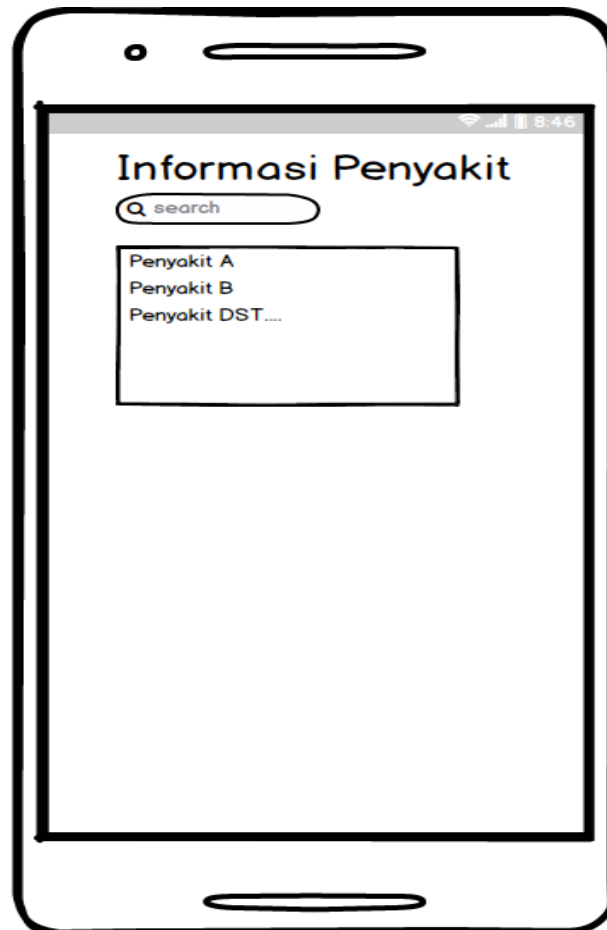 8:46
Informasi Penyakit
search
Penyakit A
Penyakit B
Penyakit DST....